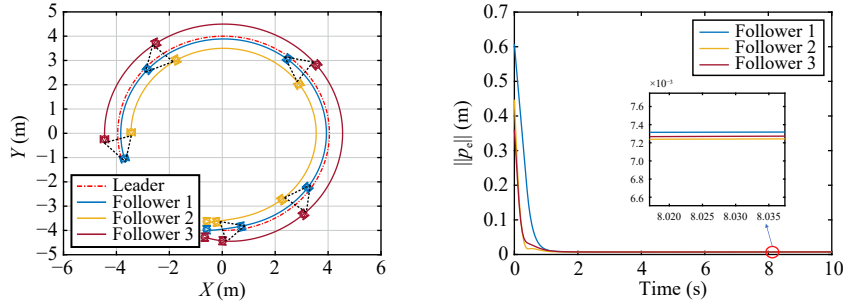 5
4
3
2
1
0
−1
−2
−3
−4
−5
Y (m)
Leader
Follower 1
Follower 2
Follower 3
−6 −4 −2 0 2 4 6
X (m)
0.7
0.6
0.5
0.4
0.3
0.2
0.1
0
||pₑ|| (m)
Follower 1
Follower 2
Follower 3
×10⁻³
7.6
7.4
7.2
7.0
6.8
6.6
8.020 8.025 8.030 8.035
0 2 4 6 8 10
Time (s)